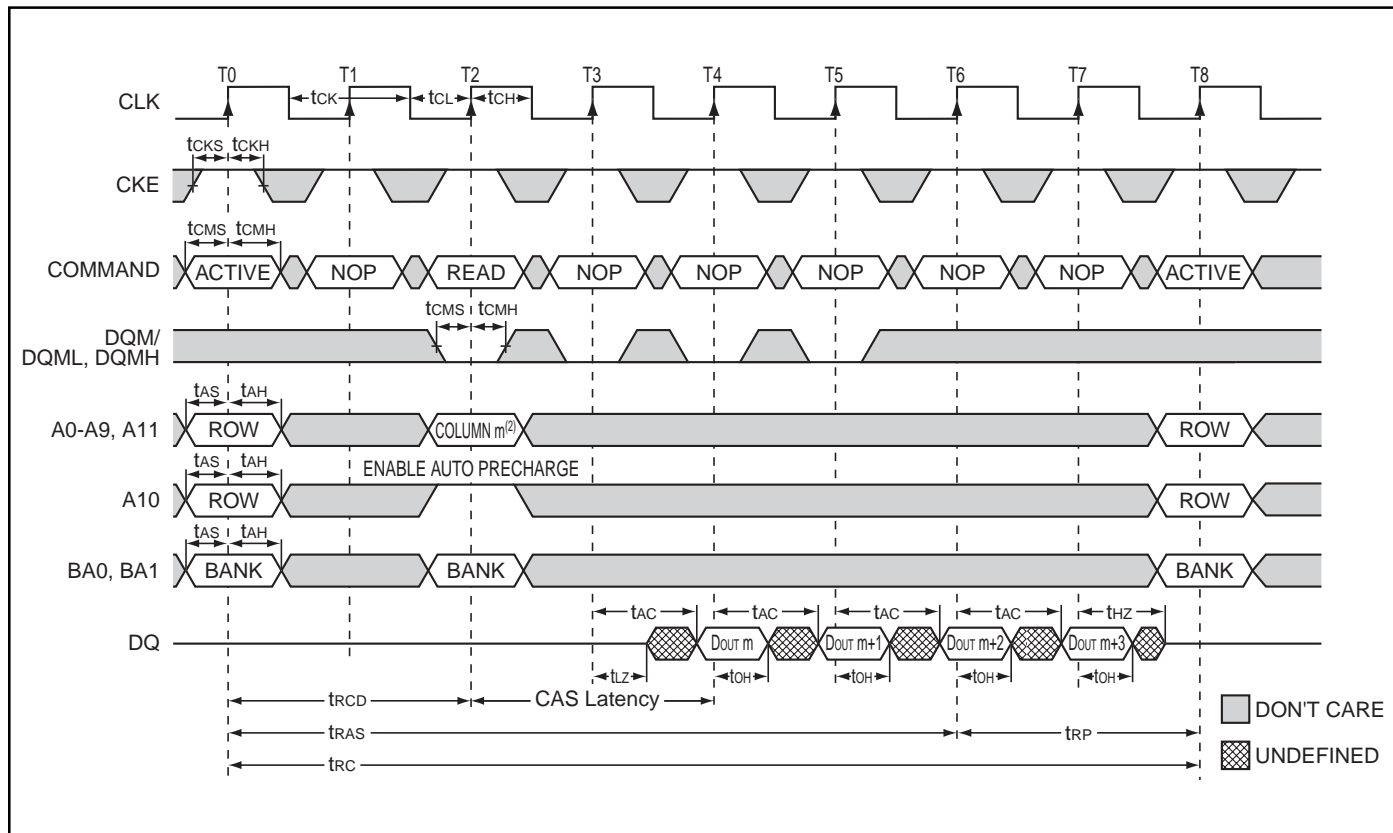 T0 T1 T2 T3 T4 T5 T6 T7 T8
CLK tCK tCL tCH
tCKS tCKH
CKE
tCMS tCMH
COMMAND ACTIVE NOP READ NOP NOP NOP NOP NOP ACTIVE
tCMS tCMH
DQM/
DQML, DQMH
tAS tAH
A0-A9, A11 ROW COLUMN m(2) ROW
tAS tAH ENABLE AUTO PRECHARGE
A10 ROW ROW
tAS tAH
BA0, BA1 BANK BANK BANK
tAC tAC tAC tAC tHZ
DQ DOUT m DOUT m+1 DOUT m+2 DOUT m+3
tLZ tOH tOH tOH tOH
tRCD CAS Latency
DON'T CARE
tRAS tRP
UNDEFINED
tRC